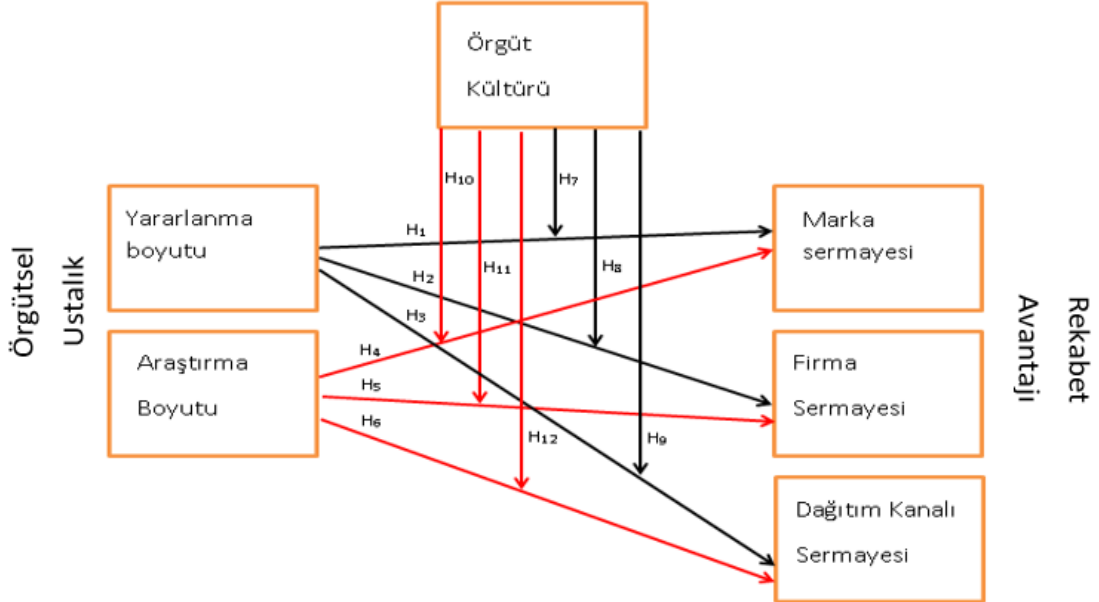 Örgüt
Kültürü
Örgütsel
Ustalık
Yararlanma
boyutu
Araştırma
Boyutu
H₁
H₂
H₃
H₄
H₅
H₆
H₁₀
H₁₁
H₁₂
H₇
H₈
H₉
Marka
sermayesi
Firma
Sermayesi
Dağıtım Kanalı
Sermayesi
Rekabet
Avantajı